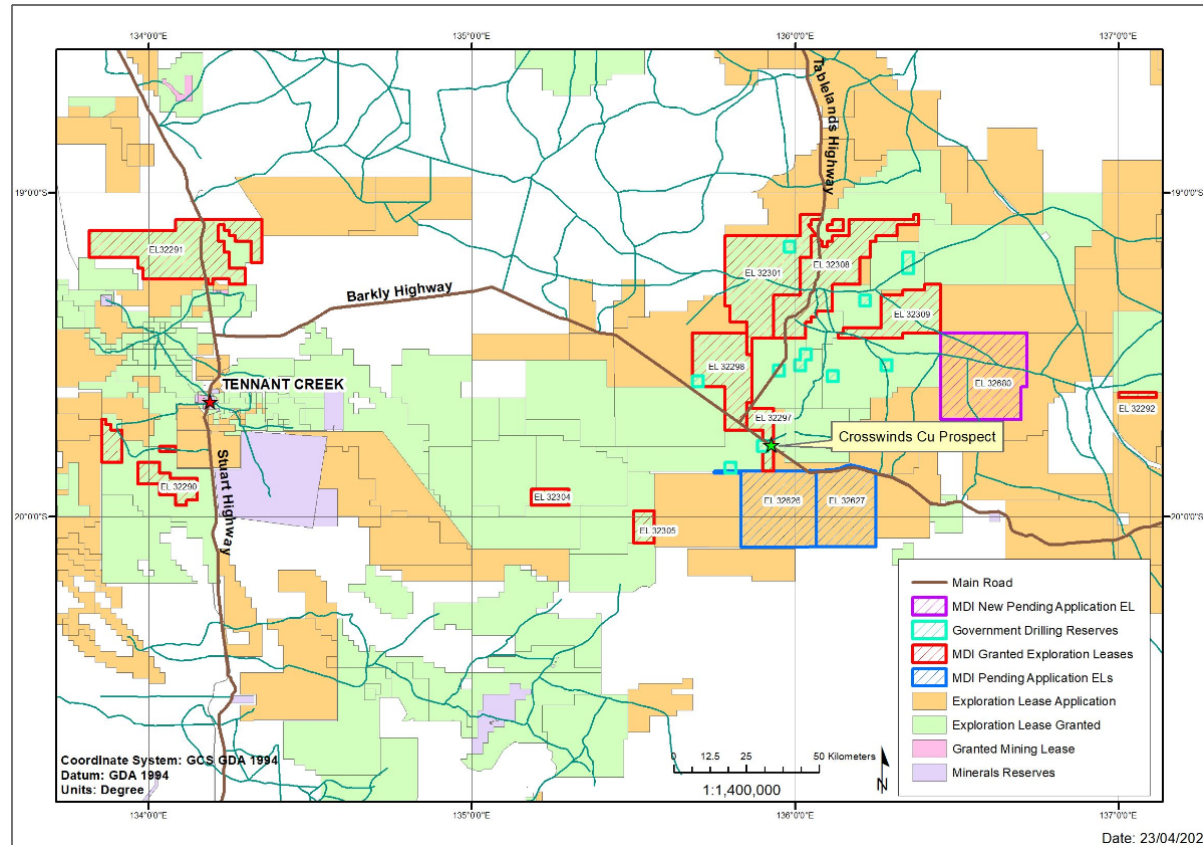 134°0'0"E
135°0'0"E
136°0'0"E
137°0'0"E
Tablelands Highway
19°0'0"S
19°0'0"S
EL32291
EL 32301
EL 32308
Barkly Highway
EL 32309
EL 32298
EL 32680
TENNANT CREEK
EL 32292
EL 32297
Crosswinds Cu Prospect
Stuart Highway
EL 32290
EL 32304
EL 32626
EL 32627
20°0'0"S
20°0'0"S
EL 32305
Main Road
MDI New Pending Application EL
Government Drilling Reserves
MDI Granted Exploration Leases
MDI Pending Application ELs
Exploration Lease Application
Exploration Lease Granted
Granted Mining Lease
Minerals Reserves
Coordinate System: GCS GDA 1994
Datum: GDA 1994
Units: Degree
0 12.5 25 50 Kilometers
N
1:1,400,000
134°0'0"E
135°0'0"E
136°0'0"E
137°0'0"E
Date: 23/04/202